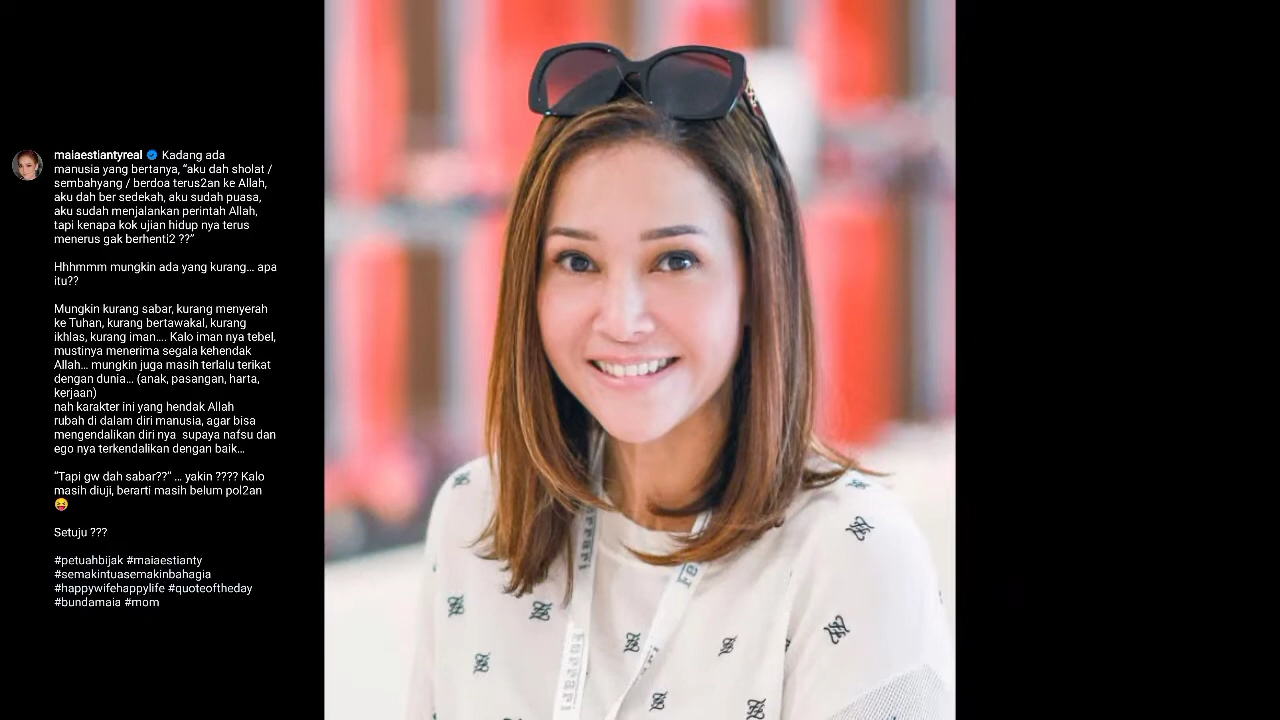 maiaestiantyreal Kadang ada
manusia yang bertanya, “aku dah sholat /
sembahyang / berdoa terus2an ke Allah,
aku dah ber sedekah, aku sudah puasa,
aku sudah menjalankan perintah Allah,
tapi kenapa kok ujian hidup nya terus
menerus gak berhenti2 ??”
Hhhmmm mungkin ada yang kurang... apa
itu??
Mungkin kurang sabar, kurang menyerah
ke Tuhan, kurang bertawakal, kurang
ikhlas, kurang iman.... Kalo iman nya tebel,
mustinya menerima segala kehendak
Allah... mungkin juga masih terlalu terikat
dengan dunia... (anak, pasangan, harta,
kerjaan)
nah karakter ini yang hendak Allah
rubah di dalam diri manusia, agar bisa
mengendalikan diri nya  supaya nafsu dan
ego nya terkendalikan dengan baik...
“Tapi gw dah sabar??” ... yakin ???? Kalo
masih diuji, berarti masih belum pol2an
😝
Setuju ???
#petuahbijak #maiaestianty
#semakintuasemakinbahagia
#happywifehappylife #quoteoftheday
#bundamaia #mom
Ferrari
Fe
Ferrari